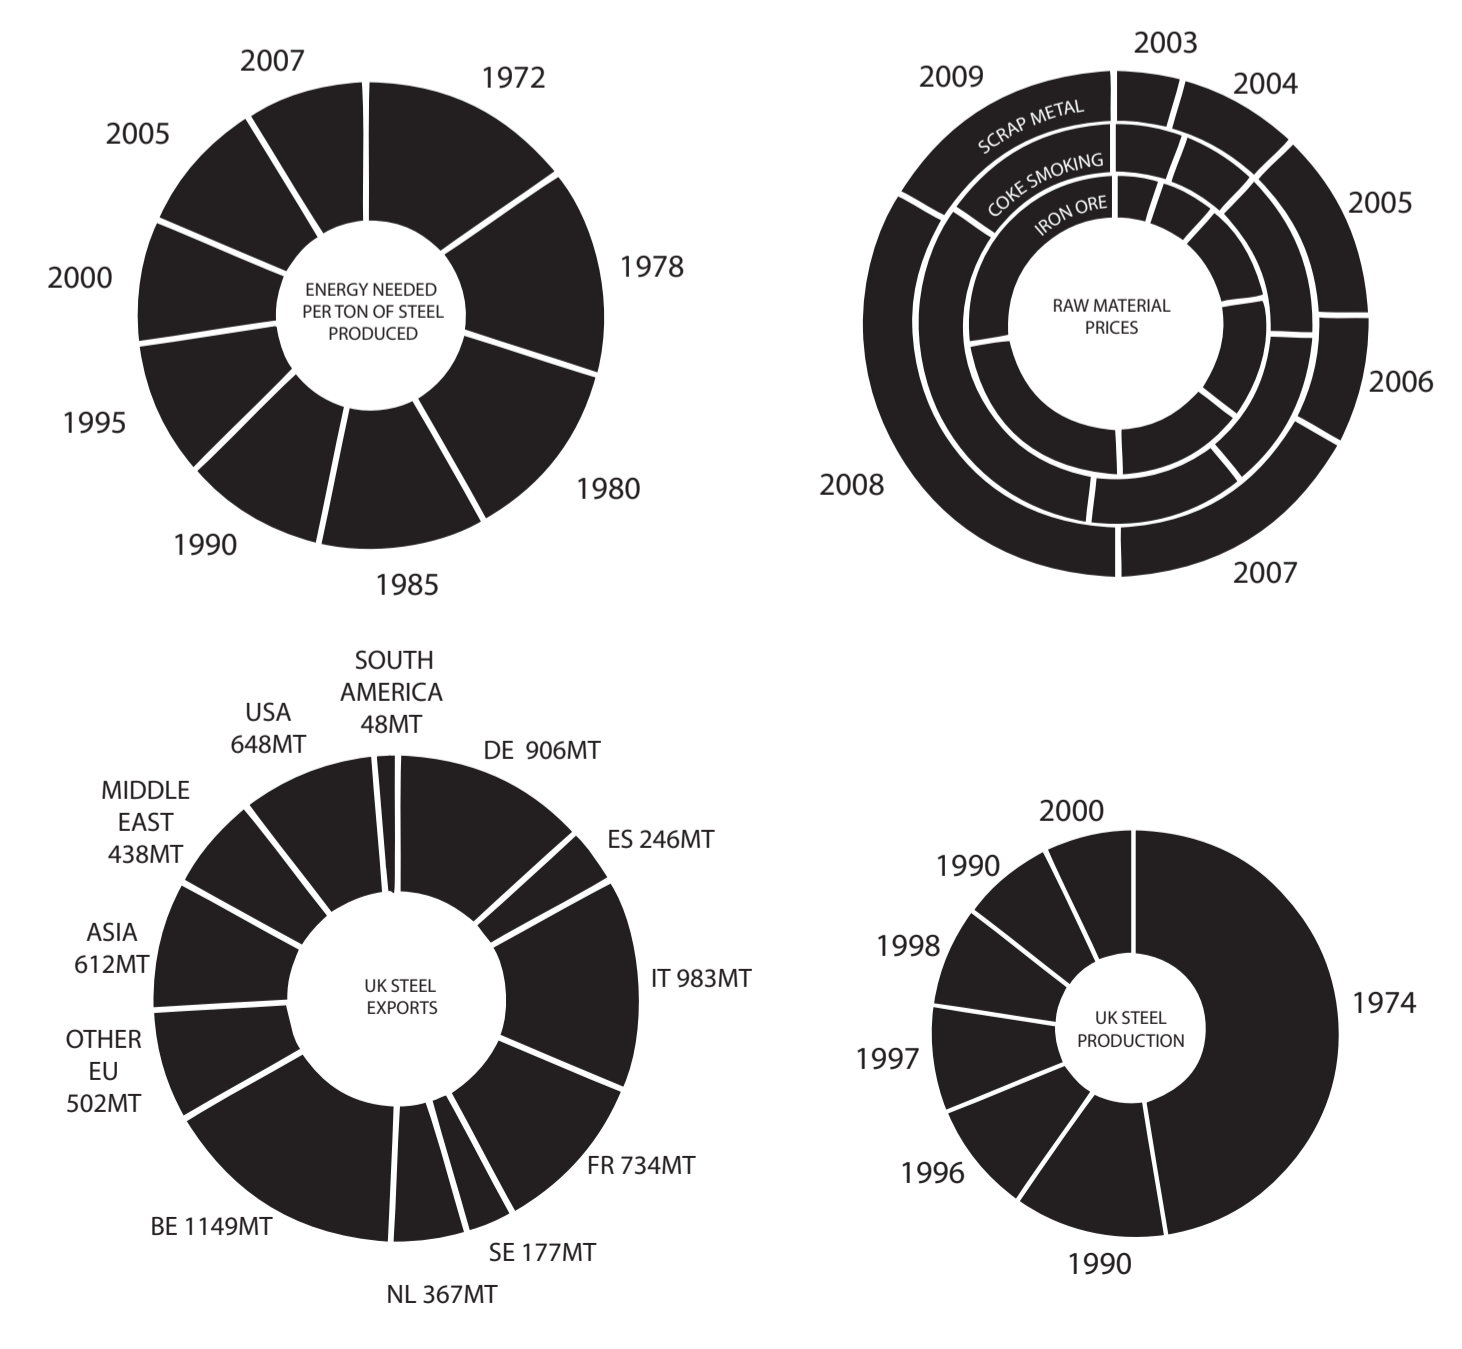 2007
1972
2005
1978
2000
ENERGY NEEDED
PER TON OF STEEL
PRODUCED
1995
1980
1990
1985
2003
2009
2004
SCRAP METAL
COKE SMOKING
IRON ORE
2005
RAW MATERIAL
PRICES
2006
2008
2007
SOUTH
AMERICA
48MT
USA
648MT
DE 906MT
MIDDLE
EAST
438MT
ES 246MT
ASIA
612MT
IT 983MT
UK STEEL
EXPORTS
OTHER
EU
502MT
FR 734MT
BE 1149MT
SE 177MT
NL 367MT
2000
1990
1998
1974
UK STEEL
PRODUCTION
1997
1996
1990